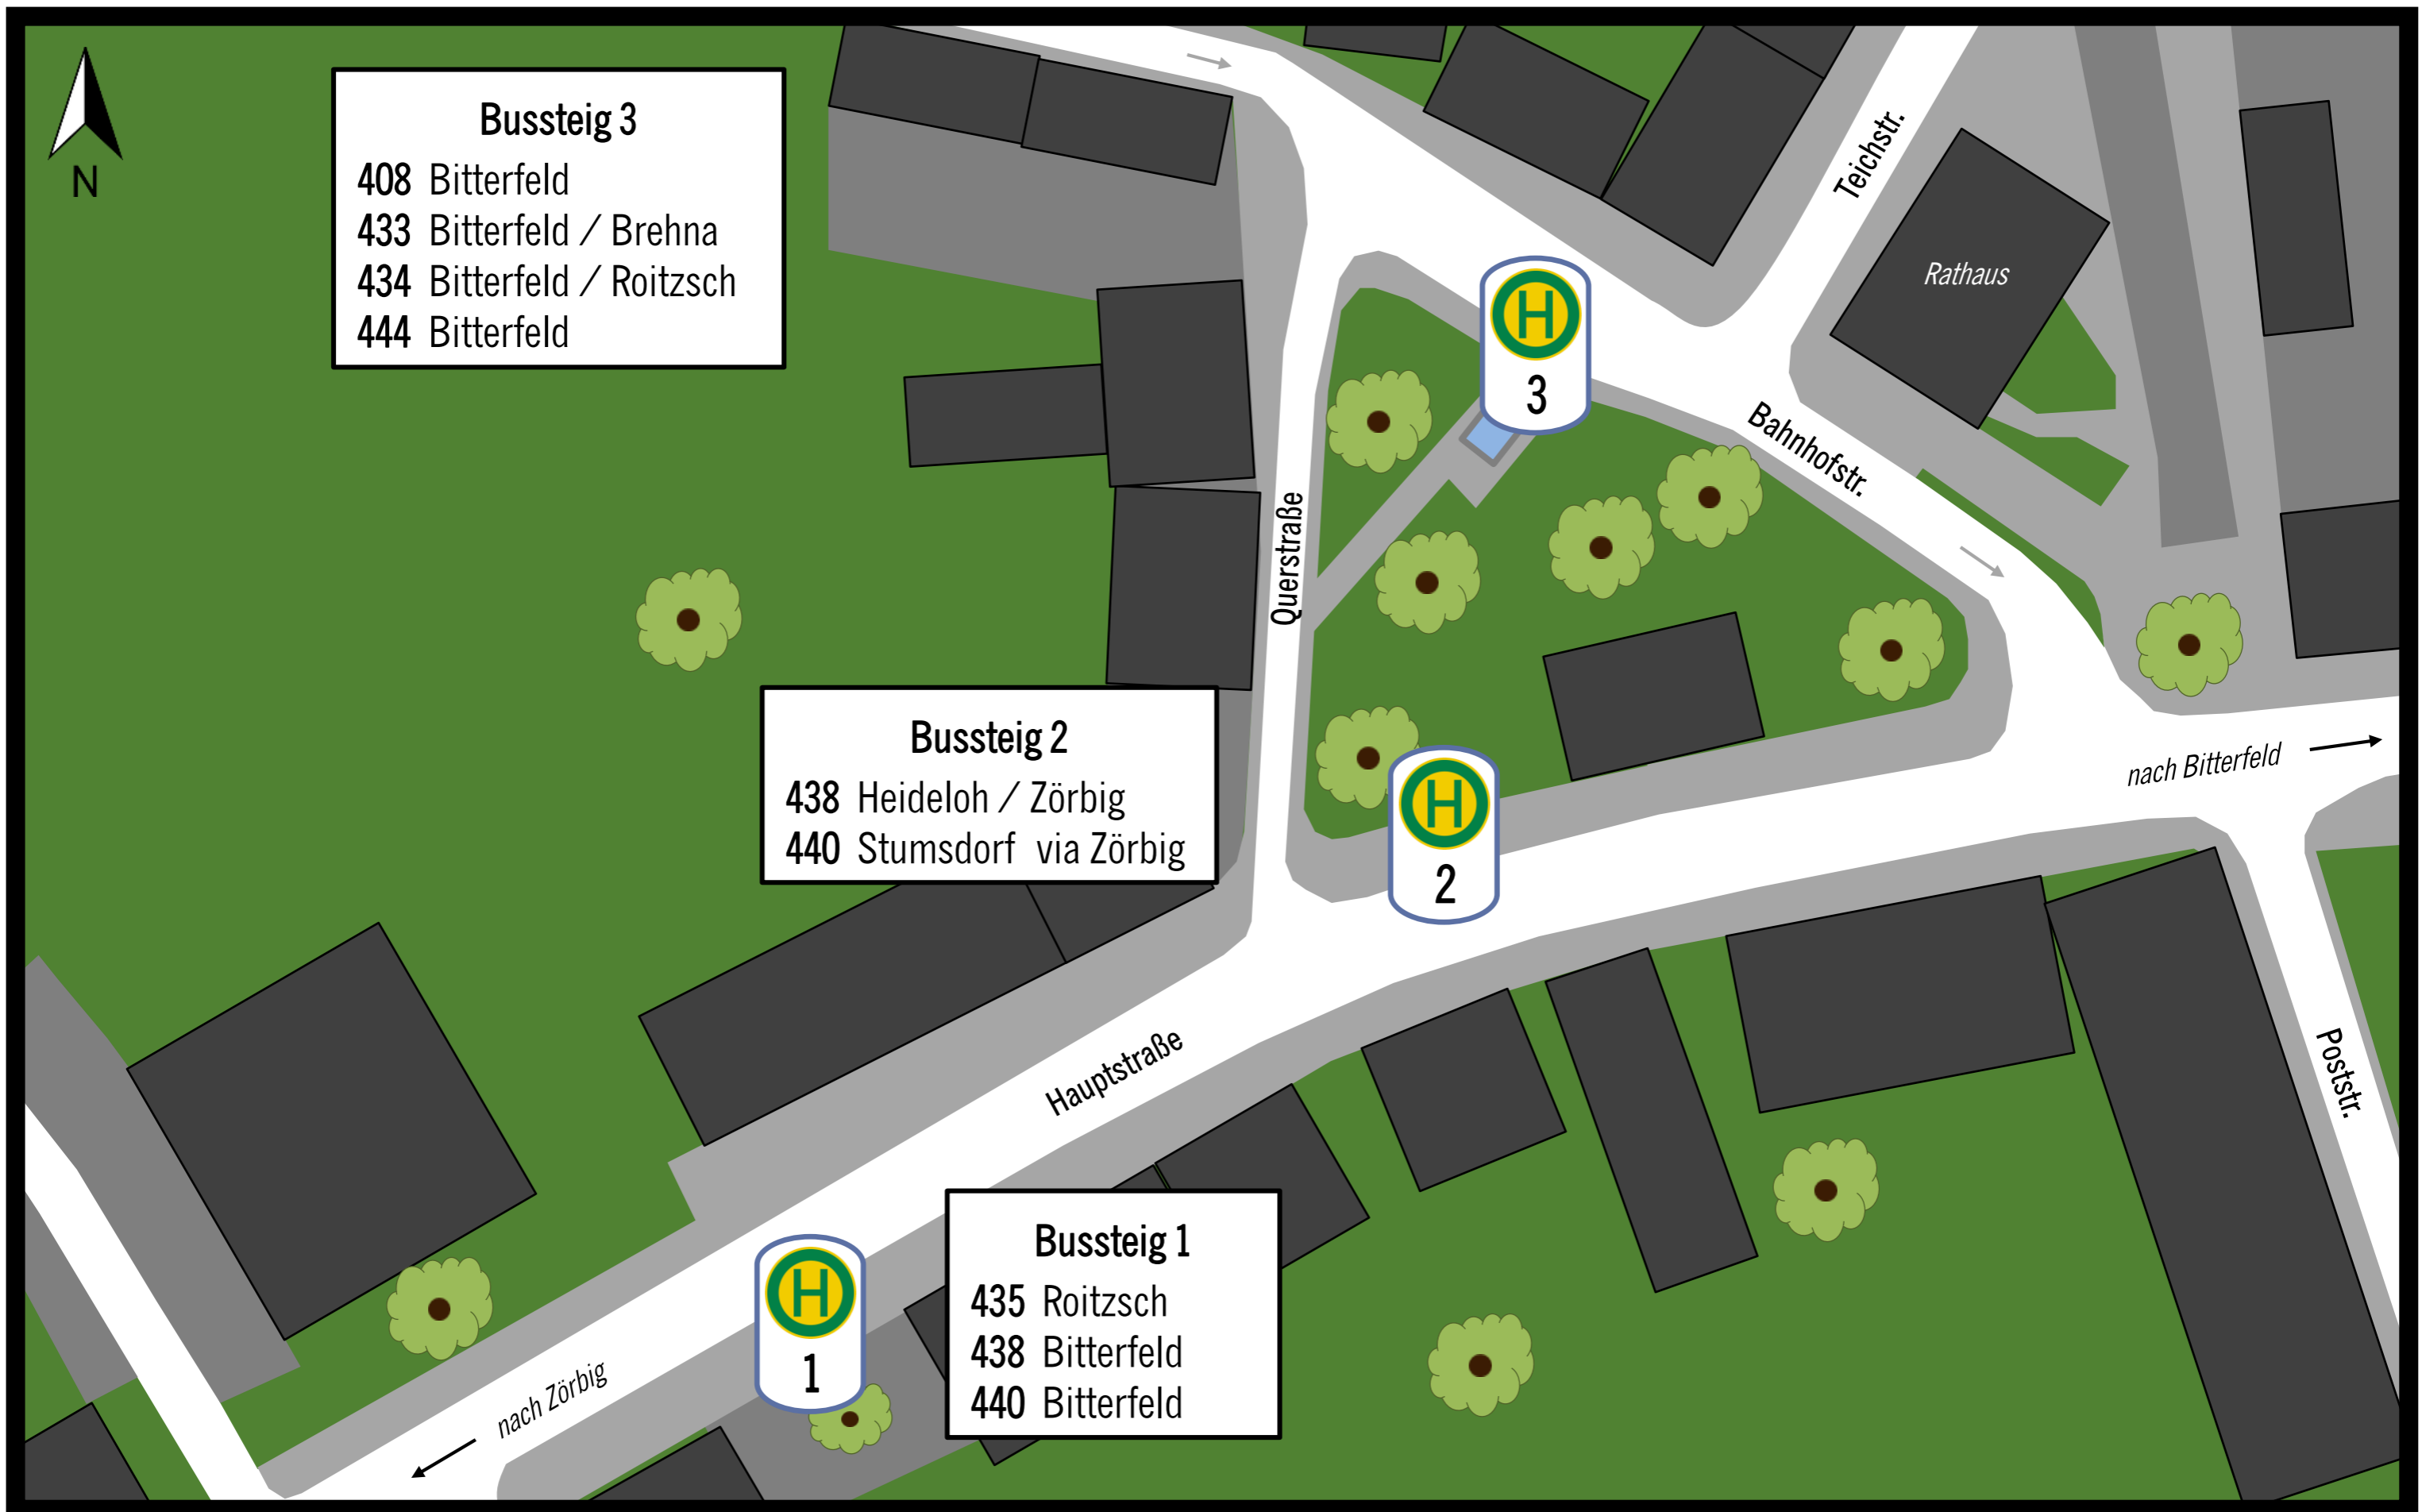 N
Bussteig 3
408 Bitterfeld
433 Bitterfeld / Brehna
434 Bitterfeld / Roitzsch
444 Bitterfeld
Teichstr.
Rathaus
H
3
Bahnhofstr.
Querstraße
Bussteig 2
438 Heideloh / Zörbig
440 Stumsdorf via Zörbig
H
2
nach Bitterfeld
Hauptstraße
Poststr.
Bussteig 1
435 Roitzsch
438 Bitterfeld
440 Bitterfeld
H
1
nach Zörbig